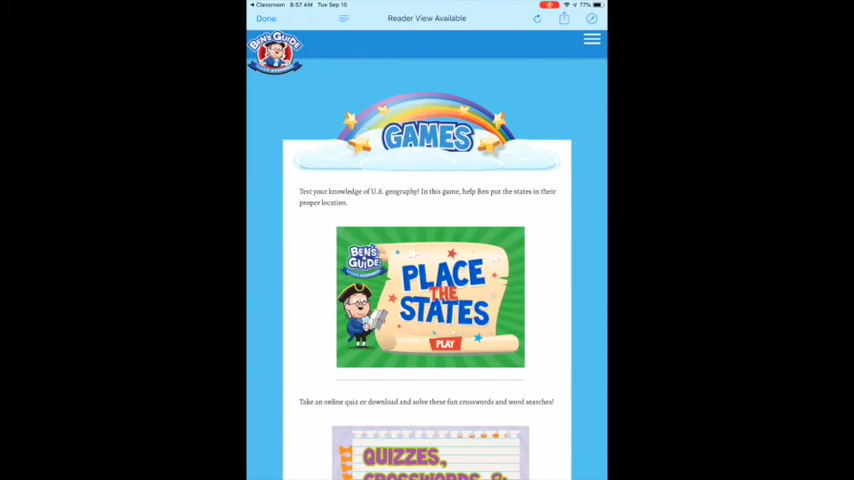 Classroom 8:57 AM Tue Sep 15 77%
Done Reader View Available
BEN'S GUIDE
GAMES
Test your knowledge of U.S. geography! In this game, help Ben put the states in their
proper location.
BEN'S
GUIDE
PLACE
THE
STATES
PLAY
Take an online quiz or download and solve these fun crosswords and word searches!
QUIZZES,
CROSSWORDS, &